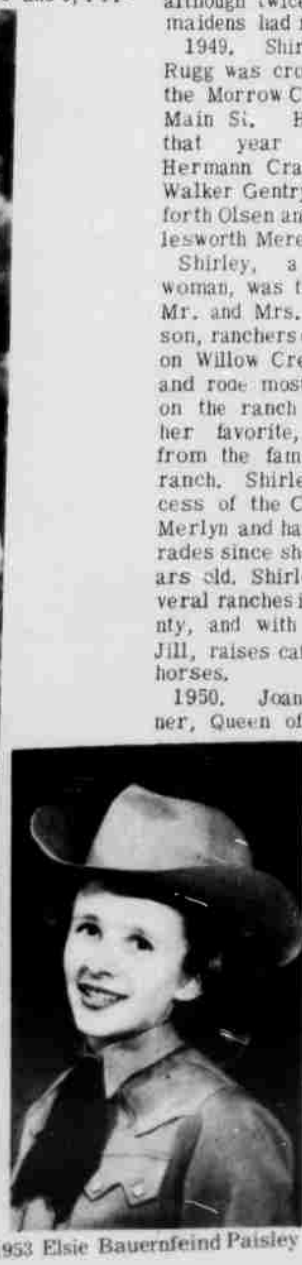 although twice
maidens had
1949. Shir
Rugg was cro
the Morrow C
Main St. H
that year
Hermann Cra
Walker Gentry
forth Olsen an
lesworth Mere
Shirley, a
woman, was t
Mr. and Mrs.
son, ranchers
on Willow Cre
and rode most
on the ranch
her favorite,
from the fam
ranch. Shirle
cess of the C
Merlyn and ha
rades since sh
ars old. Shirl
veral ranches i
nty, and with
Jill, raises cat
horses.
1950. Joan
ner, Queen of
953 Elsie Bauernfeind Paisley